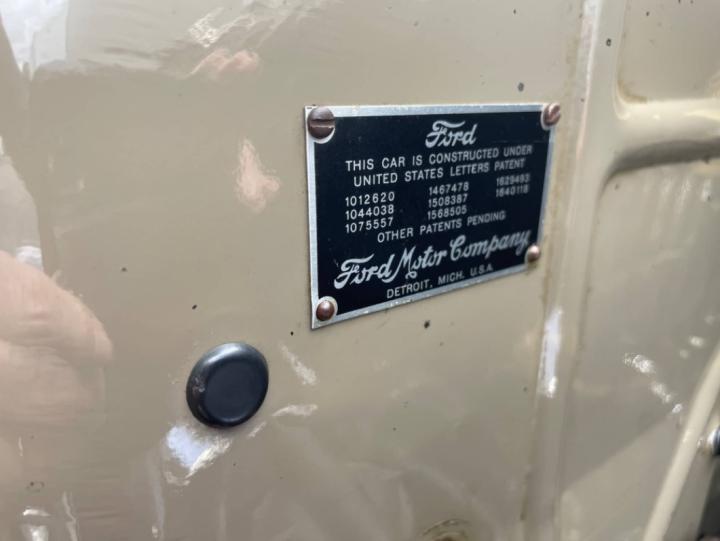 Ford
THIS CAR IS CONSTRUCTED UNDER
UNITED STATES LETTERS PATENT
1012620 1467478 1629493
1044038 1508387 1640118
1075557 1568505
OTHER PATENTS PENDING
Ford Motor Company
DETROIT, MICH. U.S.A.